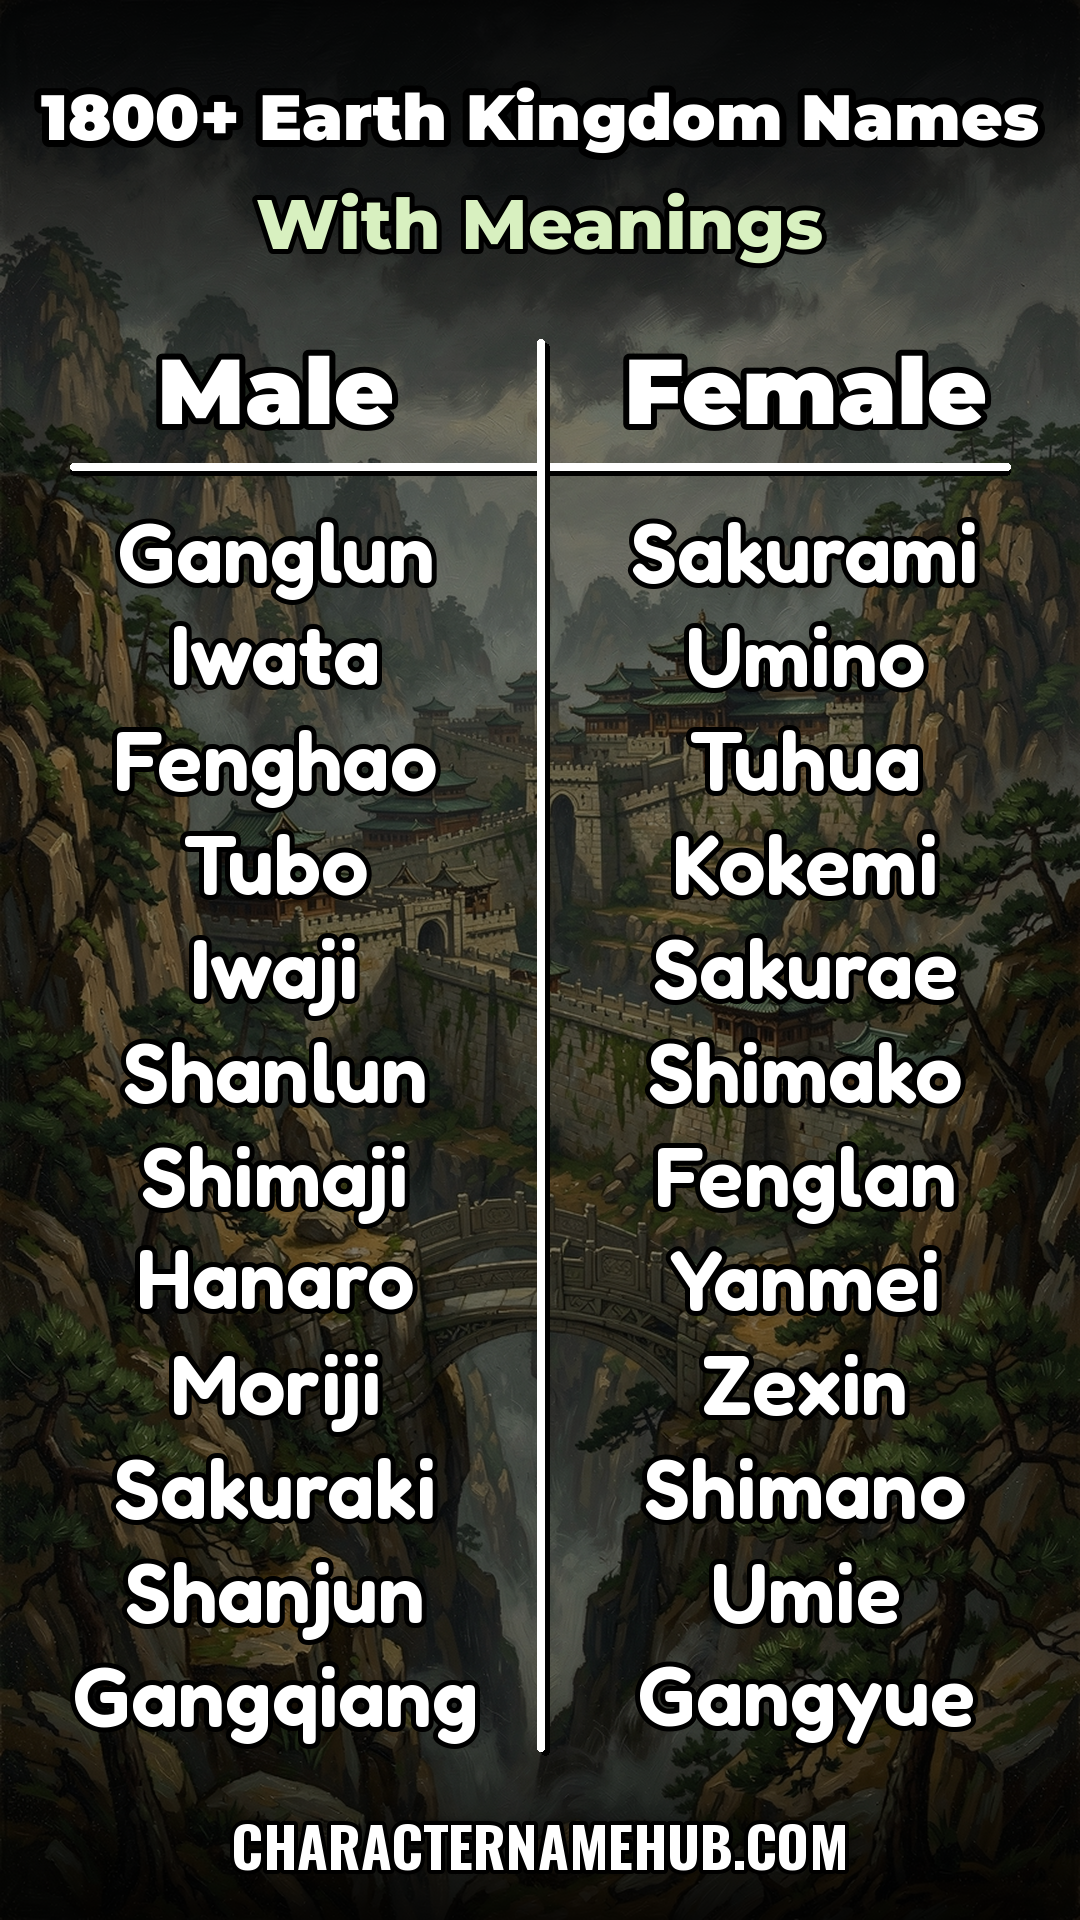 1800+ Earth Kingdom Names
With Meanings
Male Female
Ganglun Sakurami
Iwata Umino
Fenghao Tuhua
Tubo Kokemi
Iwaji Sakurae
Shanlun Shimako
Shimaji Fenglan
Hanaro Yanmei
Moriji Zexin
Sakuraki Shimano
Shanjun Umie
Gangqiang Gangyue
CHARACTERNAMEHUB.COM